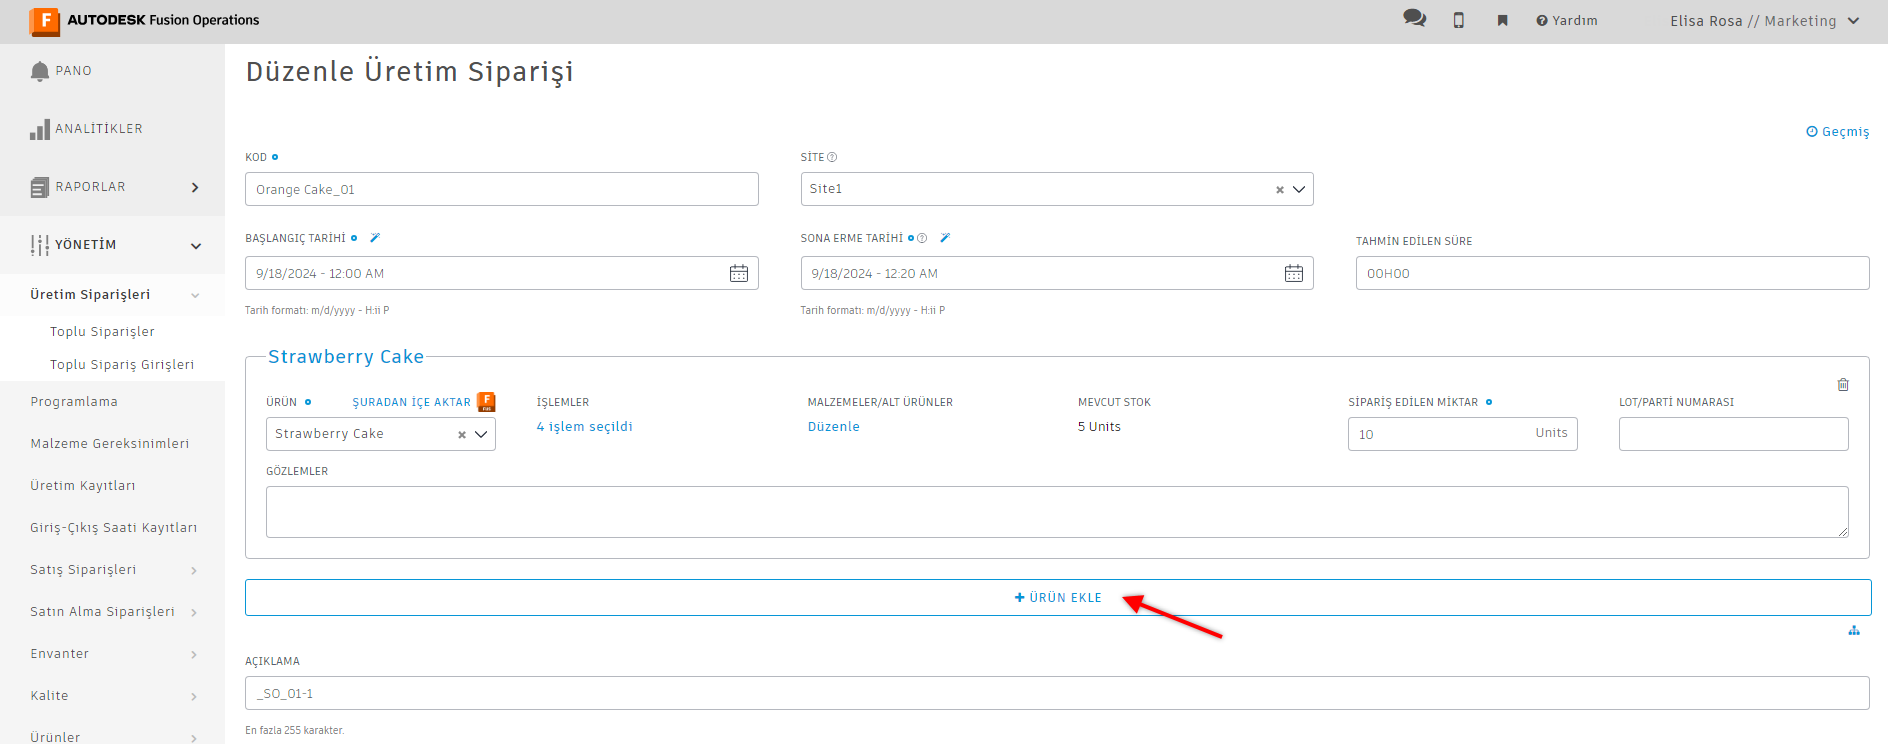 AUTODESK Fusion Operations
Yardım
Elisa Rosa // Marketing
PANO
ANALİTİKLER
RAPORLAR
YÖNETİM
Üretim Siparişleri
Toplu Siparişler
Toplu Sipariş Girişleri
Programlama
Malzeme Gereksinimleri
Üretim Kayıtları
Giriş-Çıkış Saati Kayıtları
Satış Siparişleri
Satın Alma Siparişleri
Envanter
Kalite
Ürünler
Düzenle Üretim Siparişi
Geçmiş
KOD
SİTE
Orange Cake_01
Site1
BAŞLANGIÇ TARİHİ
SONA ERME TARİHİ
TAHMİN EDİLEN SÜRE
9/18/2024 - 12:00 AM
9/18/2024 - 12:20 AM
00H00
Tarih formatı: m/d/yyyy - H:ii P
Tarih formatı: m/d/yyyy - H:ii P
Strawberry Cake
ÜRÜN
ŞURADAN İÇE AKTAR
İŞLEMLER
MALZEMELER/ALT ÜRÜNLER
MEVCUT STOK
SİPARİŞ EDİLEN MİKTAR
LOT/PARTİ NUMARASI
Strawberry Cake
4 işlem seçildi
Düzenle
5 Units
10
Units
GÖZLEMLER
ÜRÜN EKLE
AÇIKLAMA
_SO_01-1
En fazla 255 karakter.